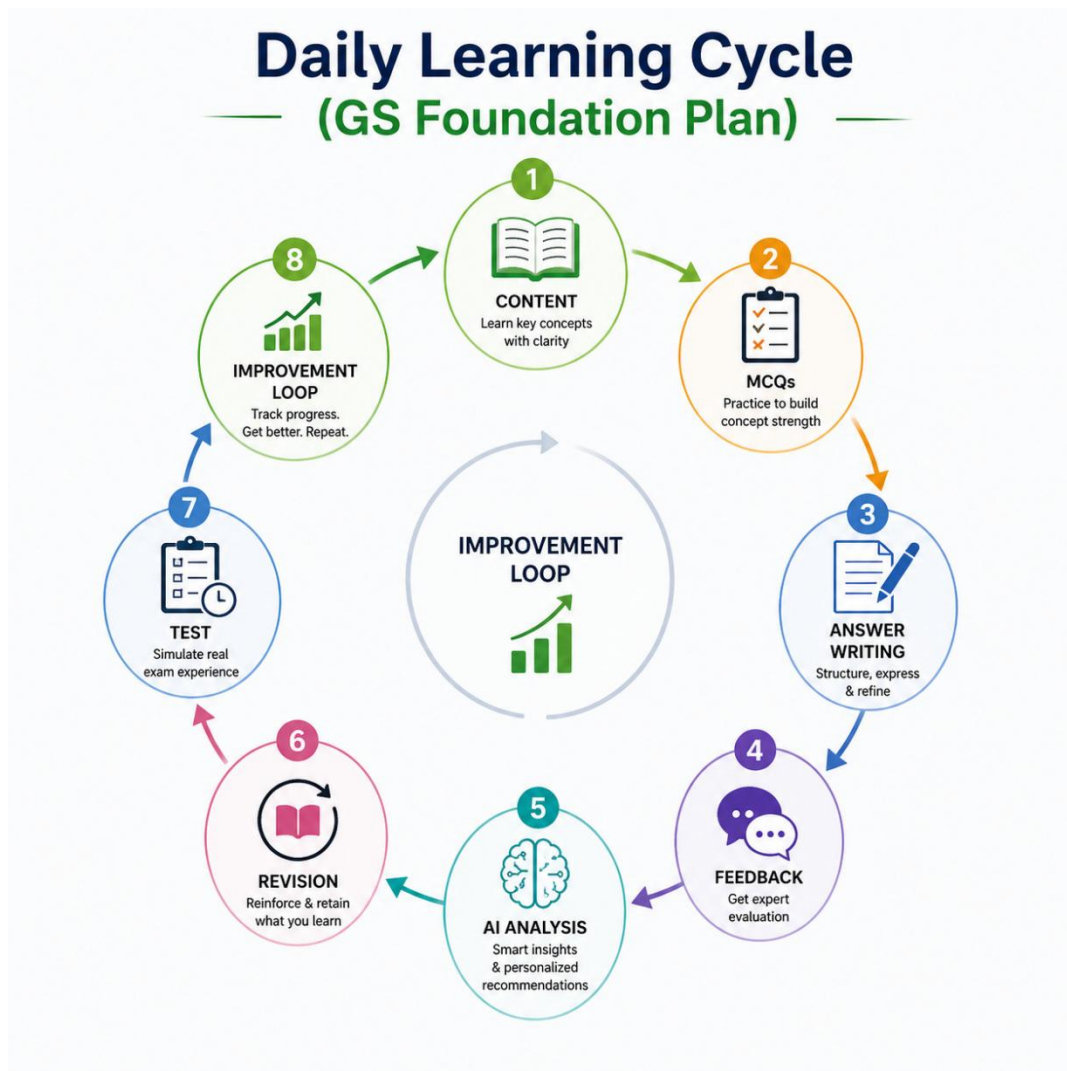 Daily Learning Cycle
(GS Foundation Plan)
1
CONTENT
Learn key concepts
with clarity
2
MCQs
Practice to build
concept strength
3
ANSWER
WRITING
Structure, express
& refine
4
FEEDBACK
Get expert
evaluation
5
AI ANALYSIS
Smart insights
& personalized
recommendations
6
REVISION
Reinforce & retain
what you learn
7
TEST
Simulate real
exam experience
8
IMPROVEMENT
LOOP
Track progress.
Get better. Repeat.
IMPROVEMENT
LOOP